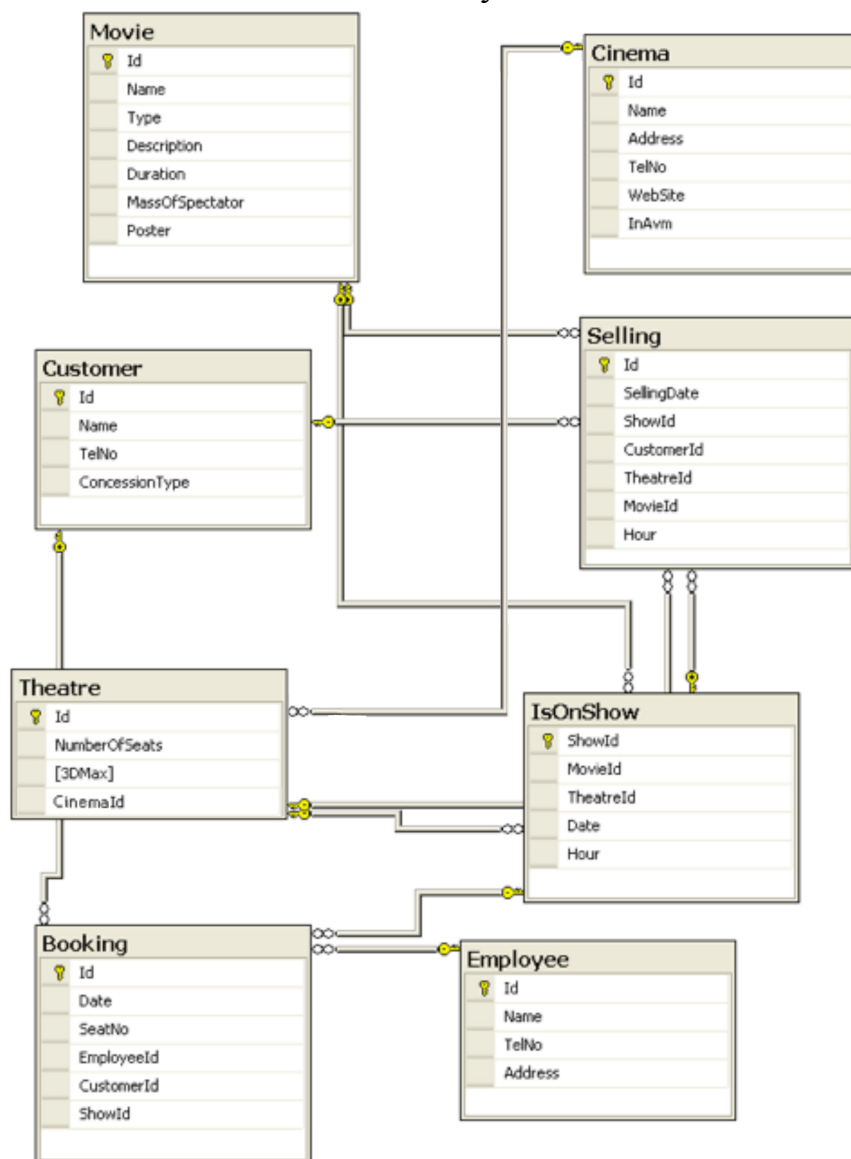 Movie
Id
Name
Type
Description
Duration
MassOfSpectator
Poster
Cinema
Id
Name
Address
TelNo
WebSite
InAvm
Customer
Id
Name
TelNo
ConcessionType
Selling
Id
SellingDate
ShowId
CustomerId
TheatreId
MovieId
Hour
Theatre
Id
NumberOfSeats
[3DMax]
CinemaId
IsOnShow
ShowId
MovieId
TheatreId
Date
Hour
Booking
Id
Date
SeatNo
EmployeeId
CustomerId
ShowId
Employee
Id
Name
TelNo
Address